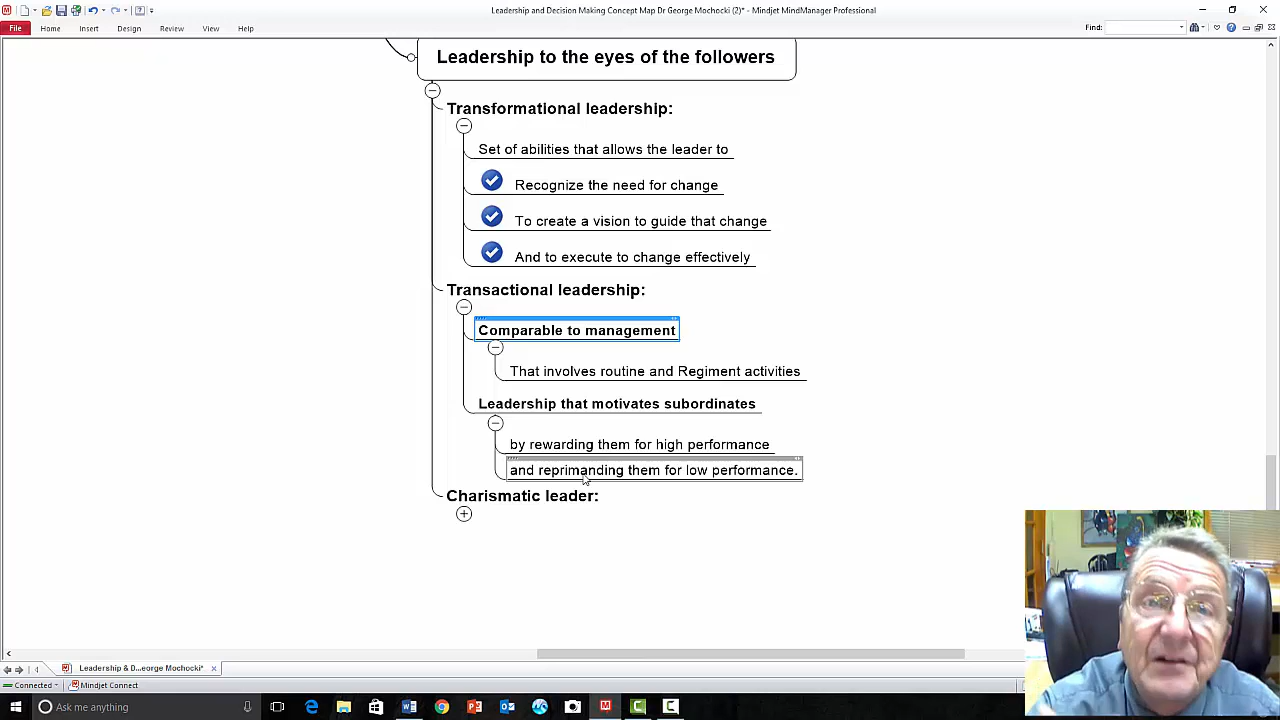 Leadership and Decision Making Concept Map Dr George Mochocki (2)* - Mindjet MindManager Professional
File Home Insert Design Review View Help Find:
Leadership to the eyes of the followers
Transformational leadership:
Set of abilities that allows the leader to
Recognize the need for change
To create a vision to guide that change
And to execute to change effectively
Transactional leadership:
Comparable to management
That involves routine and Regiment activities
Leadership that motivates subordinates
by rewarding them for high performance
and reprimanding them for low performance.
Charismatic leader:
Leadership & D...eorge Mochocki*
Connected Mindjet Connect
Ask me anything